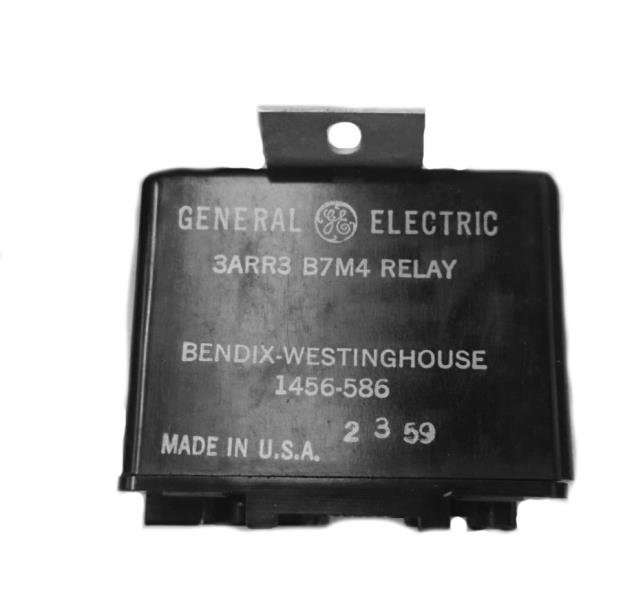 GENERAL GE ELECTRIC
3ARR3 B7M4 RELAY
BENDIX-WESTINGHOUSE
1456-586
2 3 59
MADE IN U.S.A.